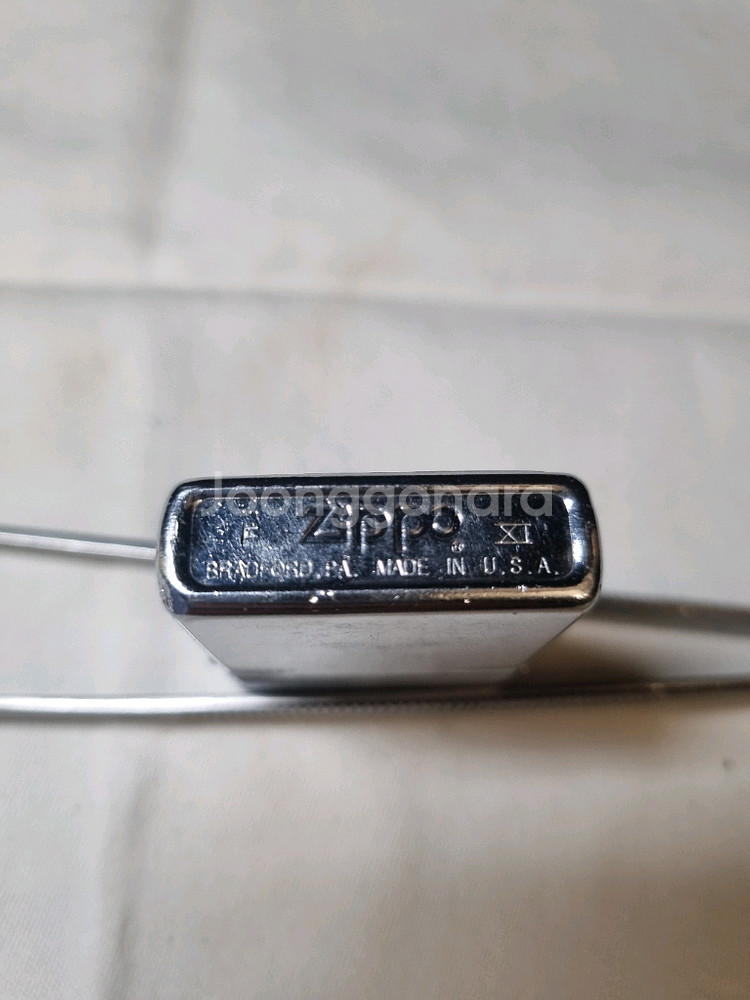 Joonggonara
F Zippo ® XI
BRADFORD, PA. MADE IN U.S.A.